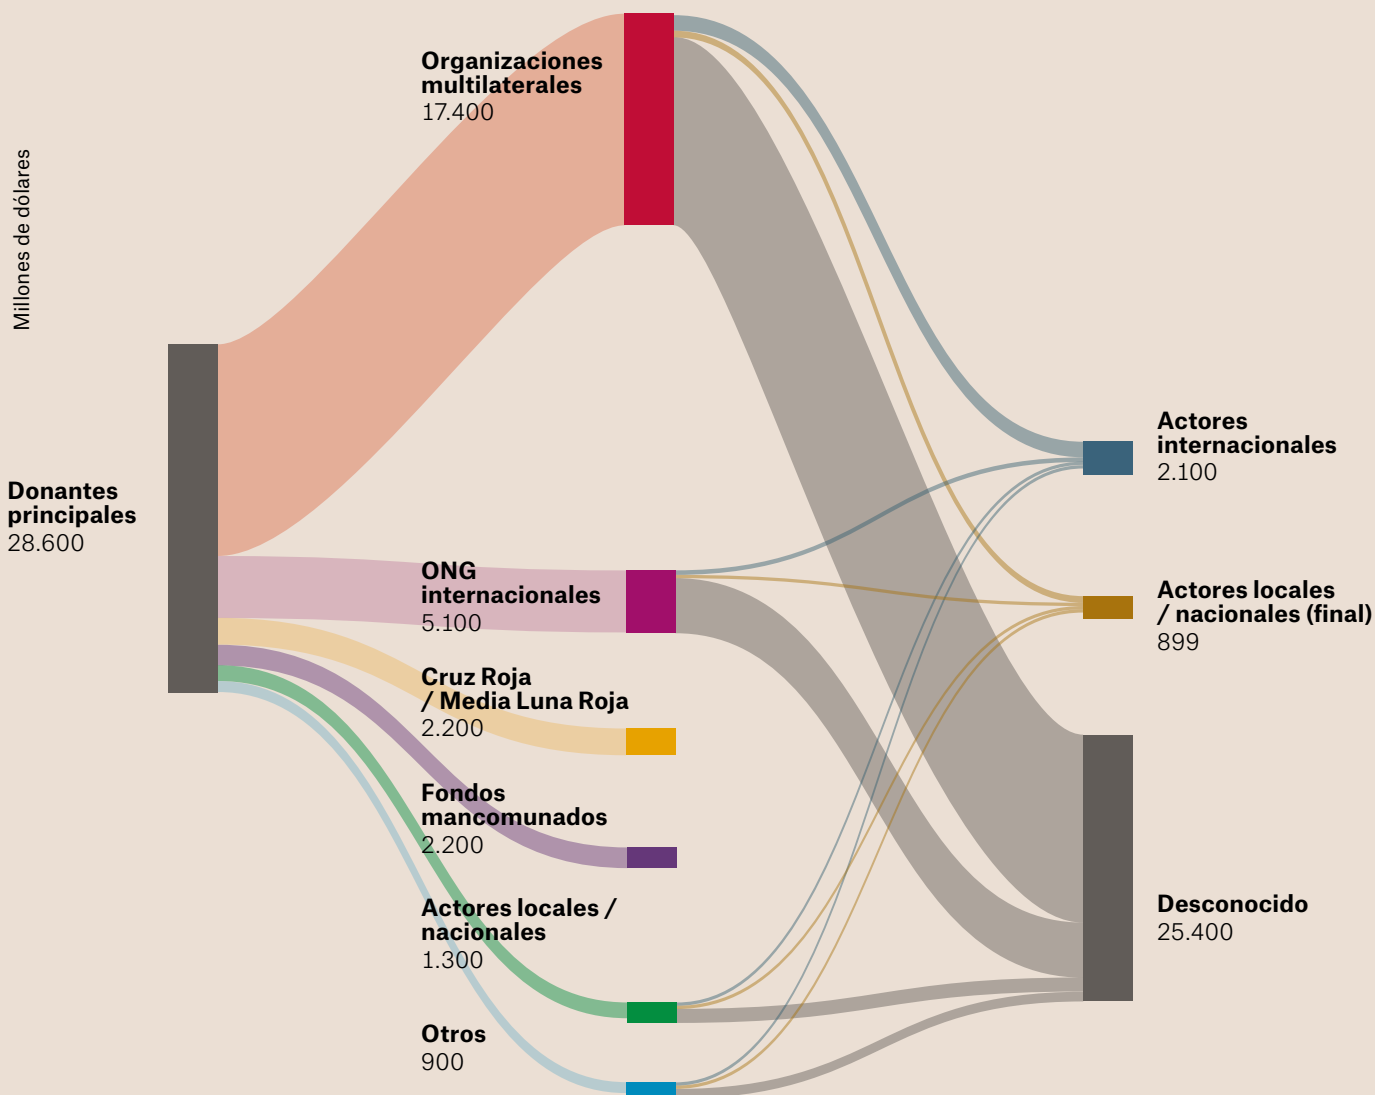 Millones de dólares
Donantes
principales
28.600
Organizaciones
multilaterales
17.400
ONG
internacionales
5.100
Cruz Roja
/ Media Luna Roja
2.200
Fondos
mancomunados
2.200
Actores locales /
nacionales
1.300
Otros
900
Actores
internacionales
2.100
Actores locales
/ nacionales (final)
899
Desconocido
25.400